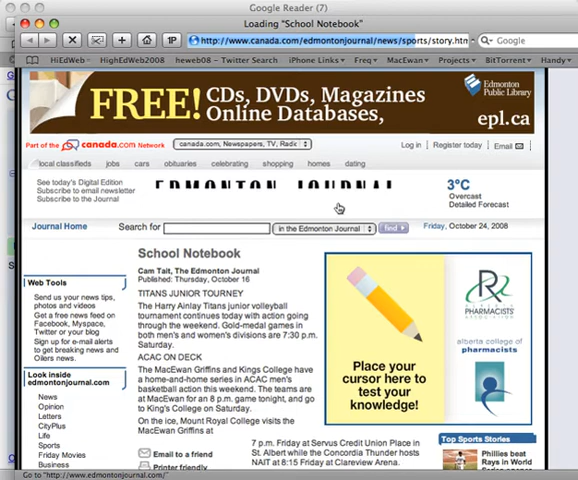 Google Reader (7)
Loading "School Notebook"
1P
http://www.canada.com/edmontonjournal/news/sports/story.htm
Google
HiEdWeb
HighEdWeb2008
heweb08 - Twitter Search
iPhone Links
Freq
MacEwan
Projects
BitTorrent
Handy
FREE! CDs, DVDs, Magazines
Online Databases,
Edmonton
Public Library
epl.ca
Part of the canada.com Network
canada.com, Newspapers, TV, Radi
Log in
Register today
Email
local classifieds
jobs
cars
obituaries
celebrating
shopping
homes
dating
See today's Digital Edition
Subscribe to email newsletter
Subscribe to the Journal
EDMONTON JOURNAL
3°C
Overcast
Detailed Forecast
Journal Home
Search for
in the Edmonton Journal
find
Friday, October 24, 2008
School Notebook
Cam Tait, The Edmonton Journal
Published: Thursday, October 16
TITANS JUNIOR TOURNEY
The Harry Ainlay Titans junior volleyball
tournament continues today with action going
through the weekend. Gold-medal games in
both men's and women's divisions are 7:30 p.m.
Saturday.
ACAC ON DECK
The MacEwan Griffins and Kings College have
a home-and-home series in ACAC men's
basketball action this weekend. The teams are
at MacEwan for an 8 p.m. game tonight, and go
to King's College on Saturday.
On the ice, Mount Royal College visits the
MacEwan Griffins at
7 p.m. Friday at Servus Credit Union Place in
St. Albert while the Concordia Thunder hosts
NAIT at 8:15 Friday at Clareview Arena.
Email to a friend
Printer friendly
Web Tools
Send us your news tips,
photos and videos
Get a free news feed on
Facebook, Myspace,
Twitter or your blog
Sign up for e-mail alerts
to get breaking news and
Oilers news.
Look inside
edmontonjournal.com
News
Opinion
Letters
CityPlus
Life
Sports
Friday Movies
Business
Place your
cursor here to
test your
knowledge!
ALBERTA
PHARMACISTS'
ASSOCIATION
alberta college of
pharmacists
Top Sports Stories
Phillies beat
Rays in World
Go to "http://www.edmontonjournal.com/"